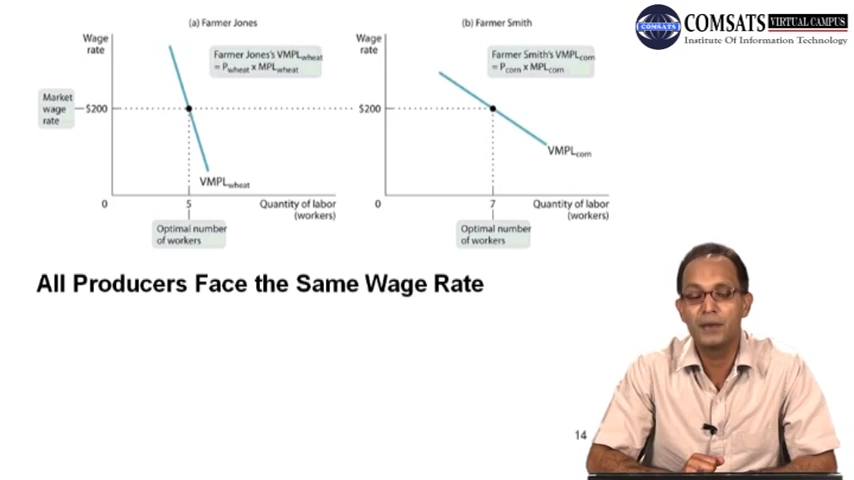 (a) Farmer Jones
(b) Farmer Smith
COMSATS VIRTUAL CAMPUS
COMSATS
Institute Of Information Technology
Wage
rate
Farmer Jones's VMPLwheat
= Pwheat x MPLwheat
Market
wage
rate
$200
VMPLwheat
0
5
Quantity of labor
(workers)
Optimal number
of workers
Wage
rate
Farmer Smith's VMPLcorn
= Pcorn x MPLcorn
$200
VMPLcorn
0
7
Quantity of labor
(workers)
Optimal number
of workers
All Producers Face the Same Wage Rate
14